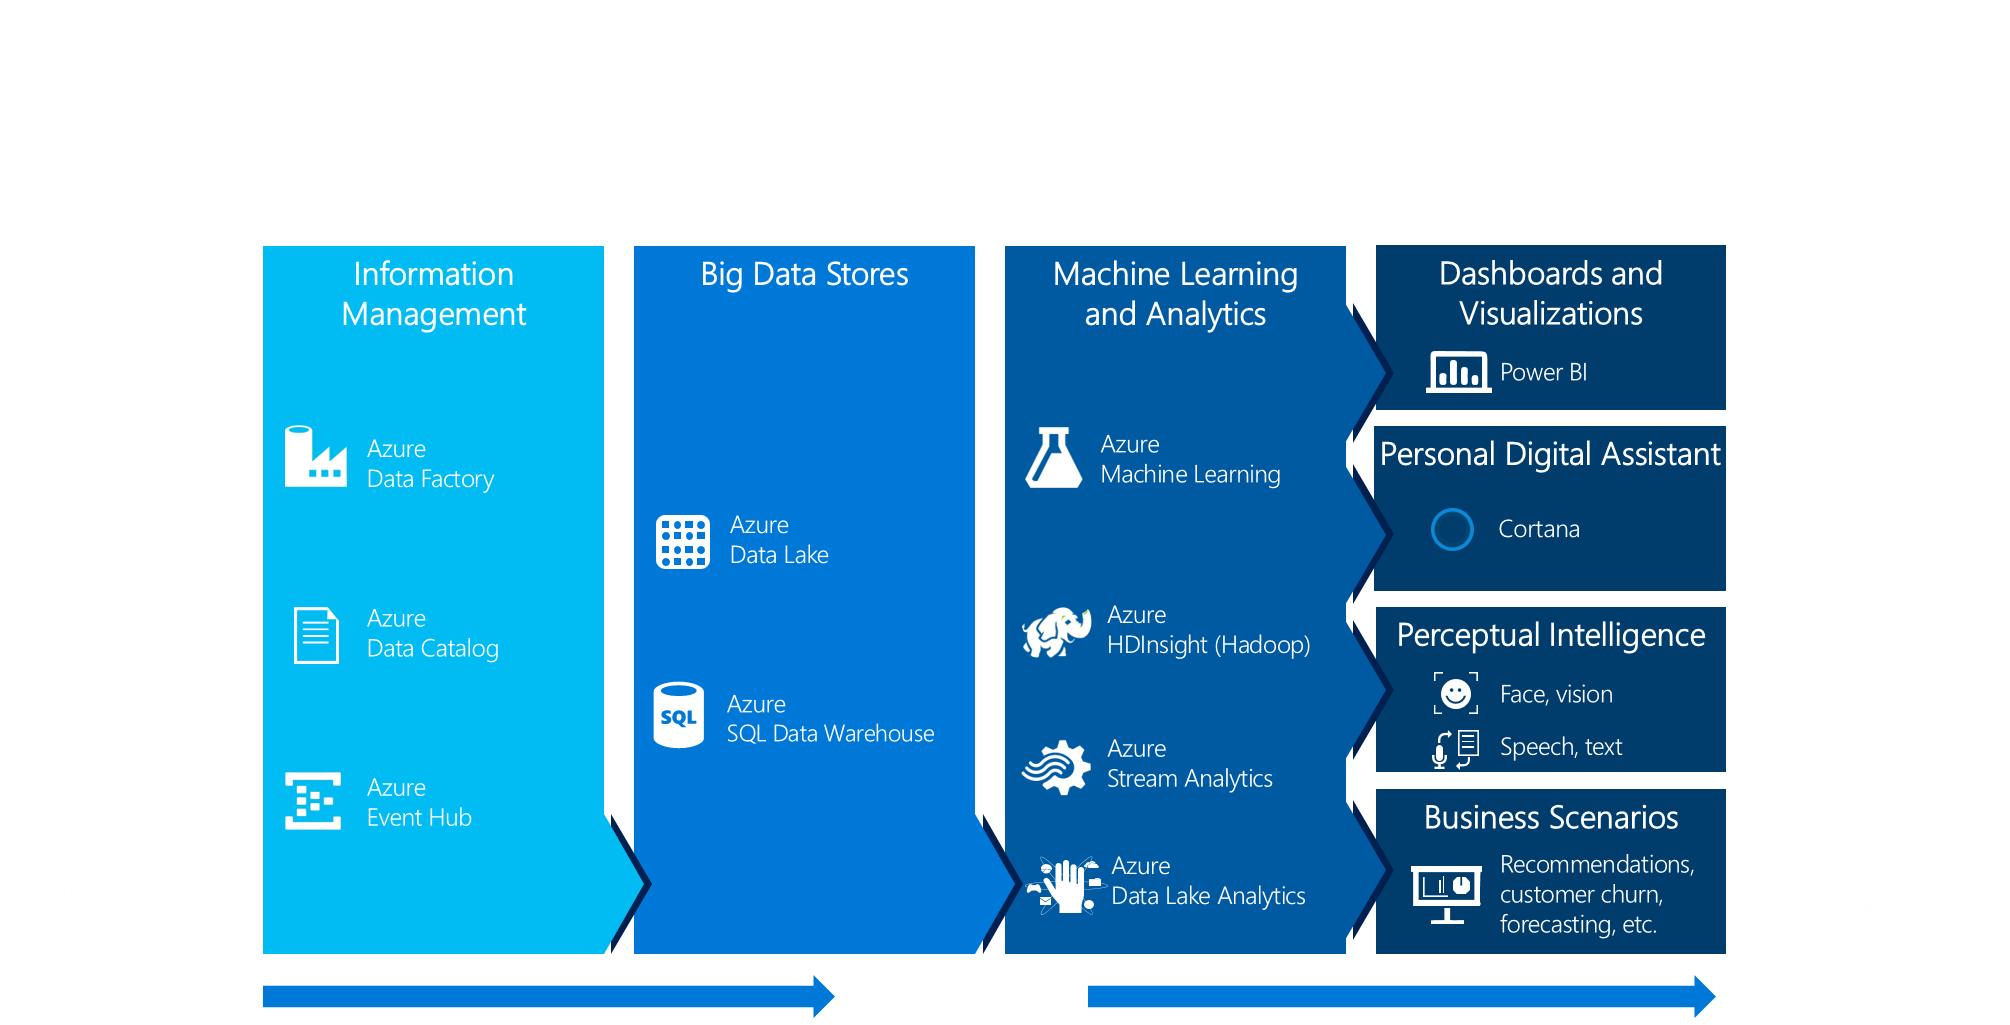 Information
Management
Azure
Data Factory
Azure
Data Catalog
Azure
Event Hub
Big Data Stores
Azure
Data Lake
SQL
Azure
SQL Data Warehouse
Machine Learning
and Analytics
Azure
Machine Learning
Azure
HDInsight (Hadoop)
Azure
Stream Analytics
Azure
Data Lake Analytics
Dashboards and
Visualizations
Power BI
Personal Digital Assistant
Cortana
Perceptual Intelligence
Face, vision
Speech, text
Business Scenarios
Recommendations,
customer churn,
forecasting, etc.